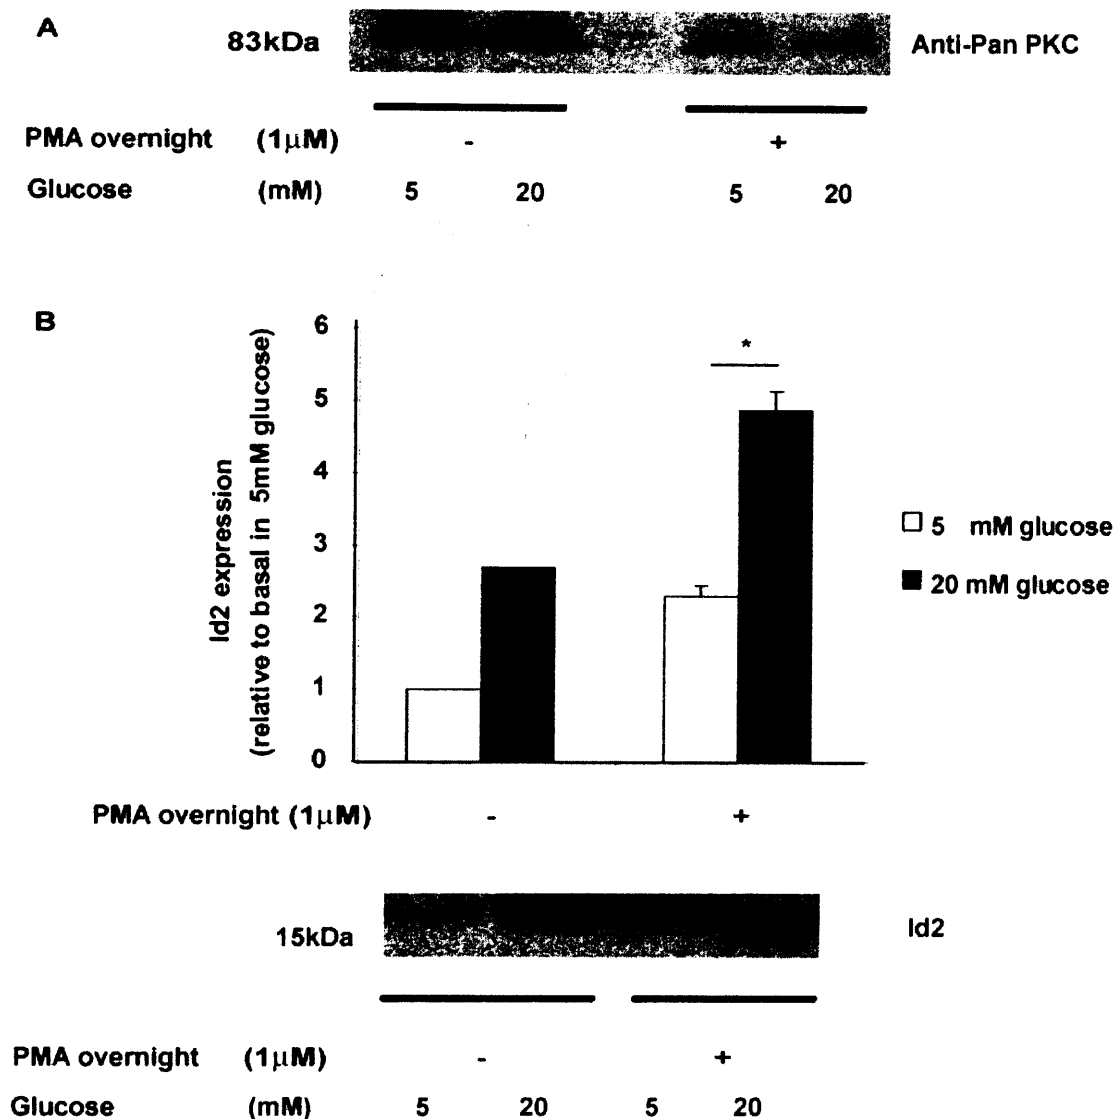 A
83kDa Anti-Pan PKC
PMA overnight (1µM) - +
Glucose (mM) 5 20 5 20
B
Id2 expression
(relative to basal in 5mM glucose)
6
5
4
3
2
1
0
*
5 mM glucose
20 mM glucose
PMA overnight (1µM) - +
15kDa Id2
PMA overnight (1µM) - +
Glucose (mM) 5 20 5 20